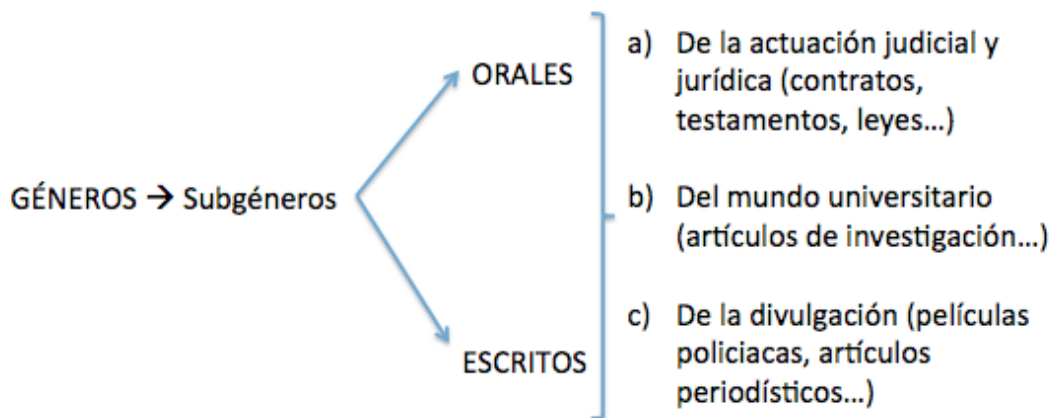 GÉNEROS → Subgéneros
ORALES
ESCRITOS
a) De la actuación judicial y
jurídica (contratos,
testamentos, leyes…)
b) Del mundo universitario
(artículos de investigación…)
c) De la divulgación (películas
policiacas, artículos
periodísticos…)